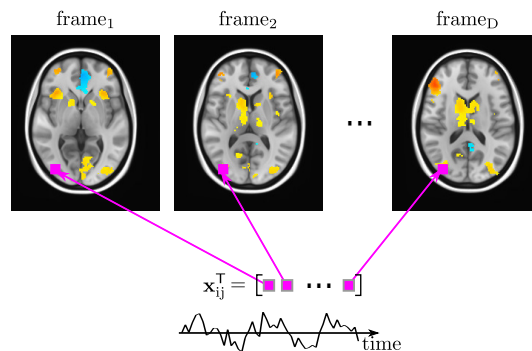 frame₁ frame₂ frame_D
...
x_ij^T = [ ... ]
time